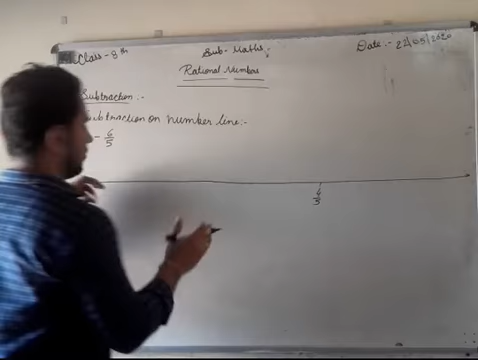 Class - 8th
Sub - Maths :-
Date :- 22/05/2020
Rational Numbers
Subtraction :-
Subtraction on number line :-
- 6/5